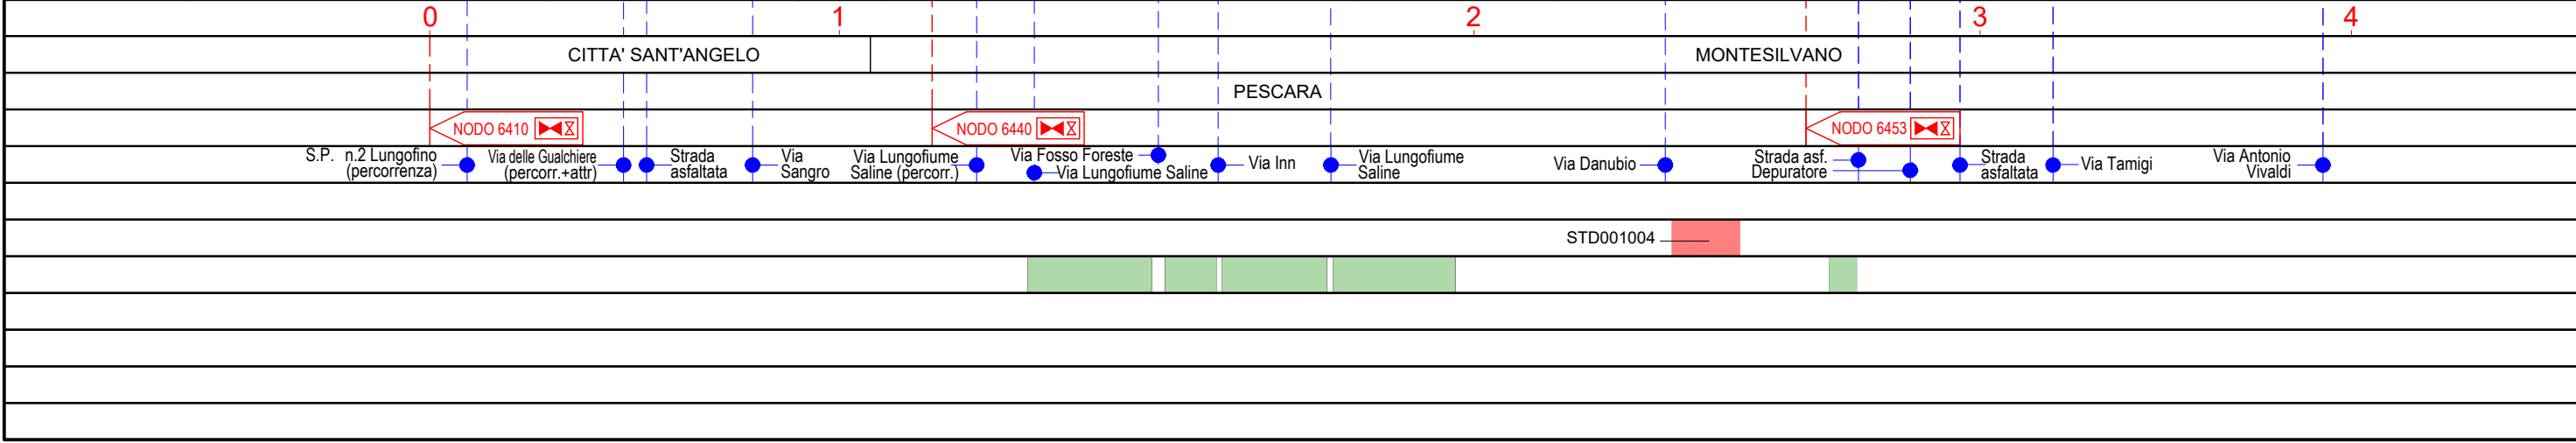 0 1 2 3 4
CITTA' SANT'ANGELO MONTESILVANO
PESCARA
NODO 6410 NODO 6440 NODO 6453
S.P. n.2 Lungofino
(percorrenza)
Via delle Gualchiere
(percorr.+attr)
Strada
asfaltata
Via
Sangro
Via Lungofiume
Saline (percorr.)
Via Fosso Foreste
Via Lungofiume Saline
Via Inn
Via Lungofiume
Saline
Via Danubio
Strada asf.
Depuratore
Strada
asfaltata
Via Tamigi
Via Antonio
Vivaldi
STD001004